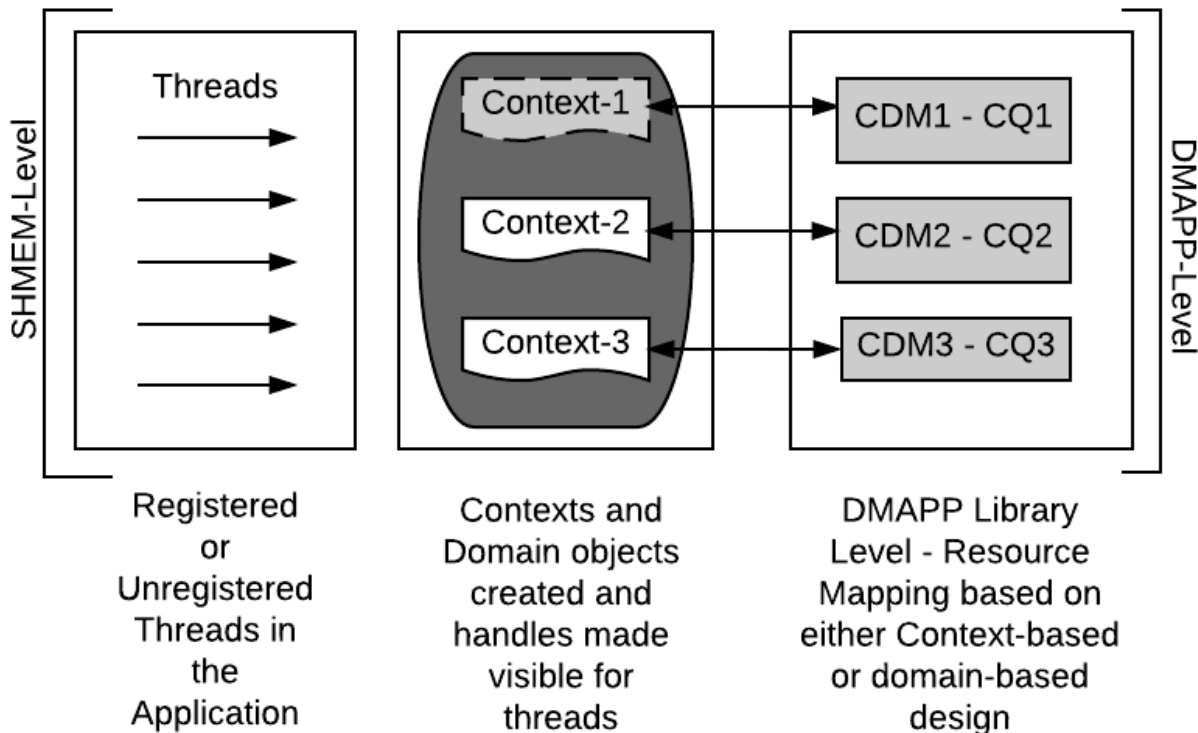 SHMEM-Level
Threads
Context-1
Context-2
Context-3
CDM1 - CQ1
CDM2 - CQ2
CDM3 - CQ3
DMAPP-Level
Registered
or
Unregistered
Threads in
the
Application
Contexts and
Domain objects
created and
handles made
visible for
threads
DMAPP Library
Level - Resource
Mapping based on
either Context-based
or domain-based
design